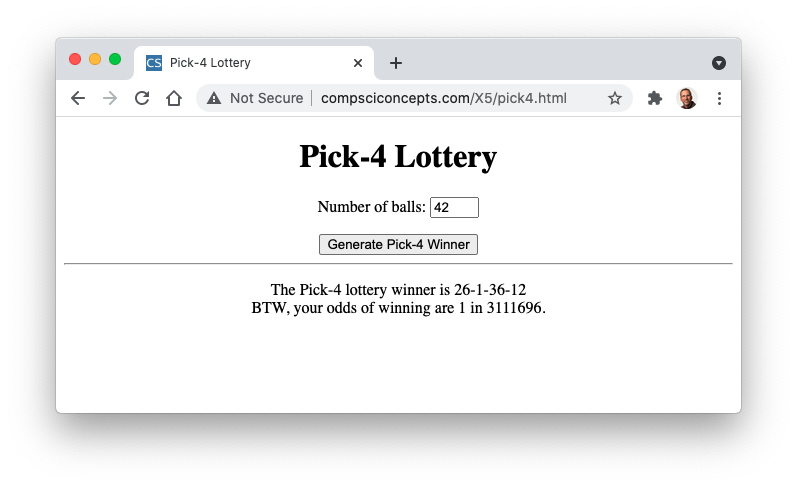 CS Pick-4 Lottery
Not Secure compsciconcepts.com/X5/pick4.html
Pick-4 Lottery
Number of balls: 42
Generate Pick-4 Winner
The Pick-4 lottery winner is 26-1-36-12
BTW, your odds of winning are 1 in 3111696.